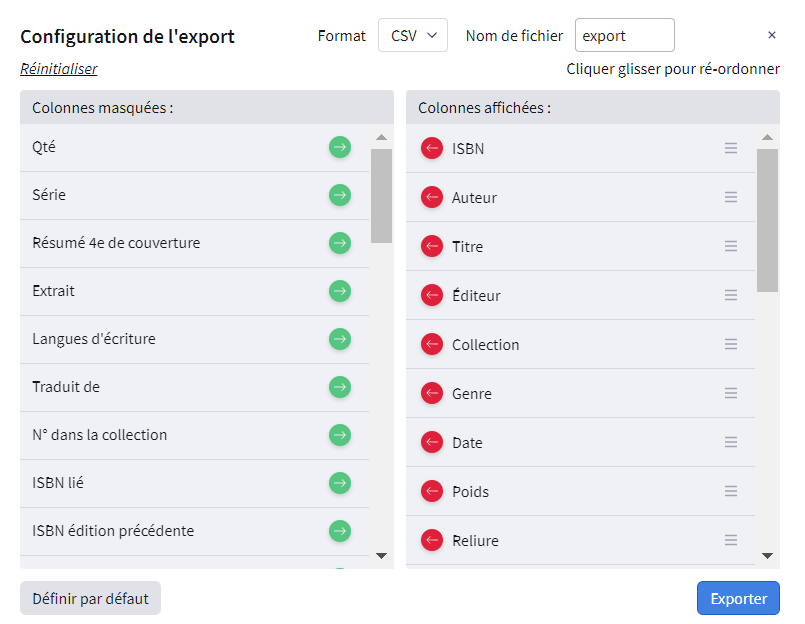 Configuration de l'export
Format CSV Nom de fichier export ×
Réinitialiser
Cliquer glisser pour ré-ordonner
Colonnes masquées :
Qté
Série
Résumé 4e de couverture
Extrait
Langues d'écriture
Traduit de
N° dans la collection
ISBN lié
ISBN édition précédente
Colonnes affichées :
ISBN
Auteur
Titre
Éditeur
Collection
Genre
Date
Poids
Reliure
Définir par défaut
Exporter